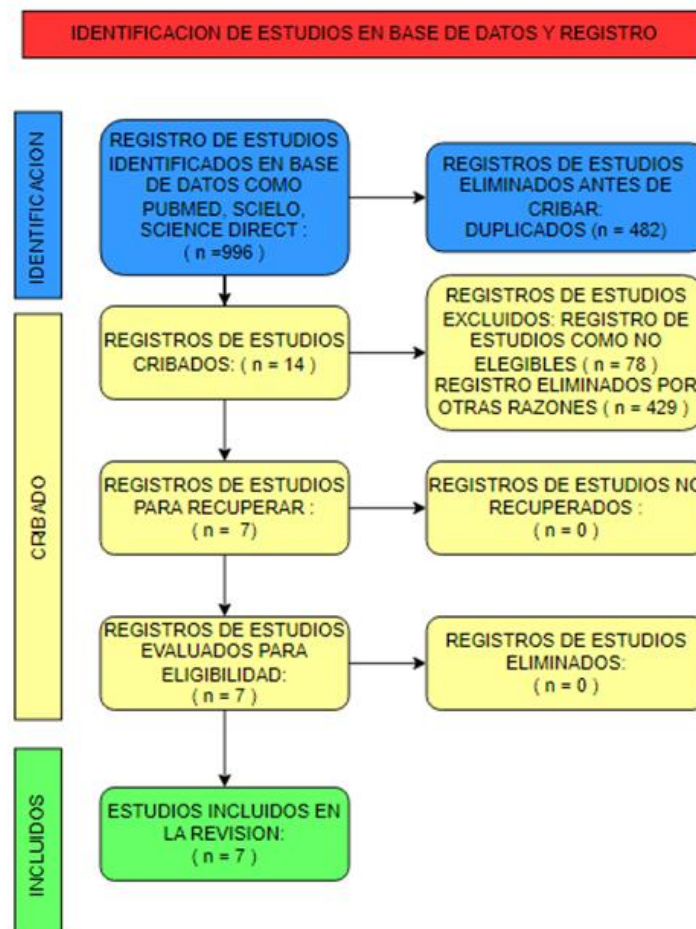 IDENTIFICACION DE ESTUDIOS EN BASE DE DATOS Y REGISTRO
IDENTIFICACION
REGISTRO DE ESTUDIOS
IDENTIFICADOS EN BASE
DE DATOS COMO
PUBMED, SCIELO,
SCIENCE DIRECT :
( n =996 )
REGISTROS DE ESTUDIOS
ELIMINADOS ANTES DE
CRIBAR:
DUPLICADOS (n = 482)
CRIBADO
REGISTROS DE ESTUDIOS
CRIBADOS: ( n = 14 )
REGISTROS DE ESTUDIOS
EXCLUIDOS: REGISTRO DE
ESTUDIOS COMO NO
ELEGIBLES ( n = 78 )
REGISTRO ELIMINADOS POR
OTRAS RAZONES ( n = 429 )
REGISTROS DE ESTUDIOS
PARA RECUPERAR :
( n = 7)
REGISTROS DE ESTUDIOS NO
RECUPERADOS :
( n = 0 )
REGISTROS DE ESTUDIOS
EVALUADOS PARA
ELIGIBILIDAD:
( n = 7 )
REGISTROS DE ESTUDIOS
ELIMINADOS:
( n = 0 )
INCLUIDOS
ESTUDIOS INCLUIDOS EN
LA REVISION:
( n = 7 )